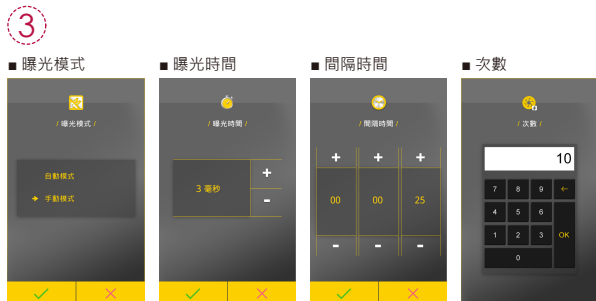 3
■ 曝光模式
/ 曝光模式 /
自動模式
→ 手動模式
■ 曝光時間
/ 曝光時間 /
3 毫秒
+
-
■ 間隔時間
/ 間隔時間 /
+ + +
00 00 25
- - -
■ 次數
/ 次數 /
10
7 8 9 ←
4 5 6
1 2 3 OK
0